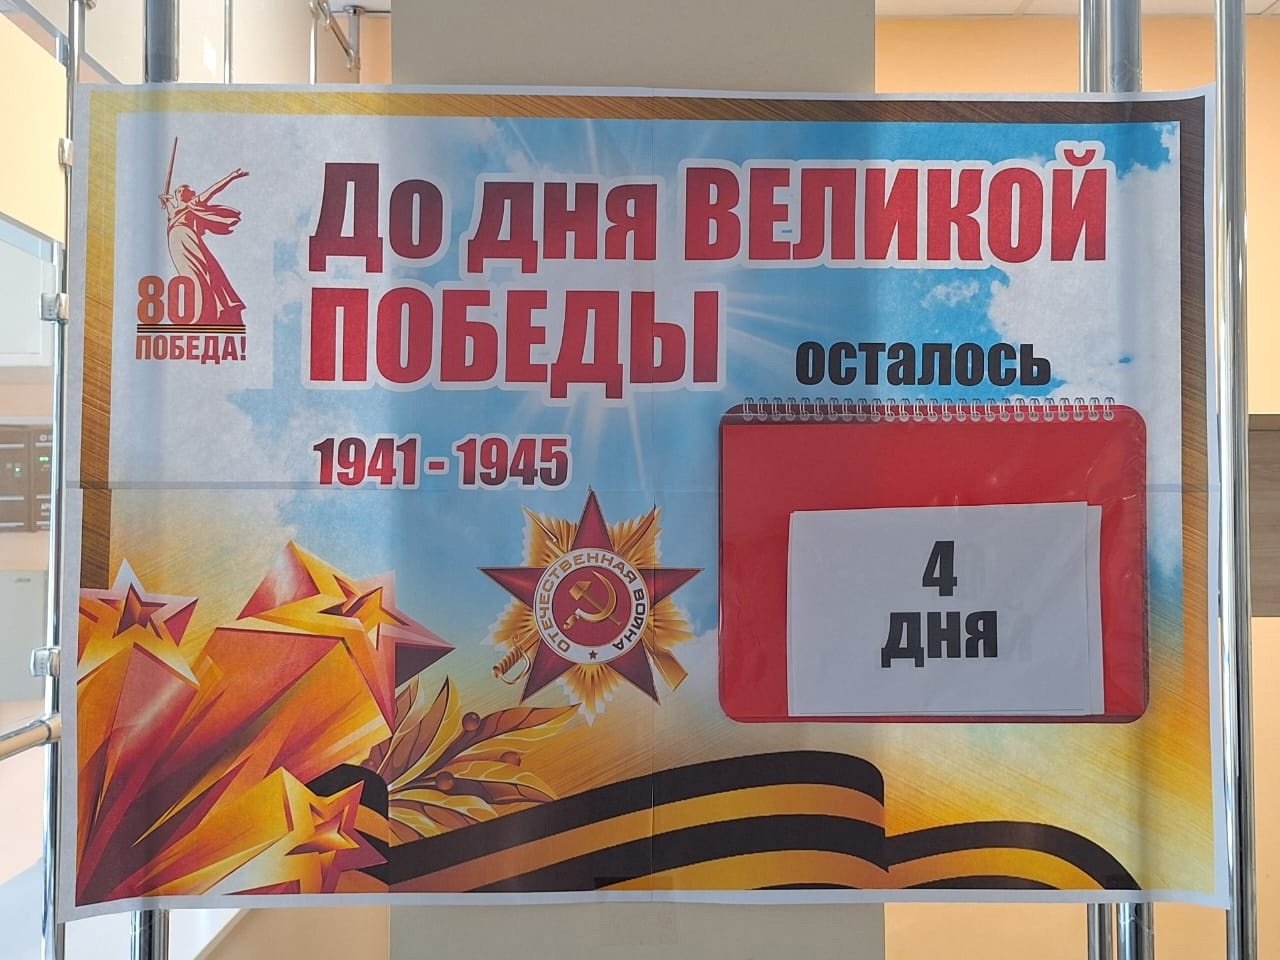 До дня ВЕЛИКОЙ
ПОБЕДЫ
осталось
80
ПОБЕДА!
1941 - 1945
ОТЕЧЕСТВЕННАЯ ВОЙНА
4
ДНЯ